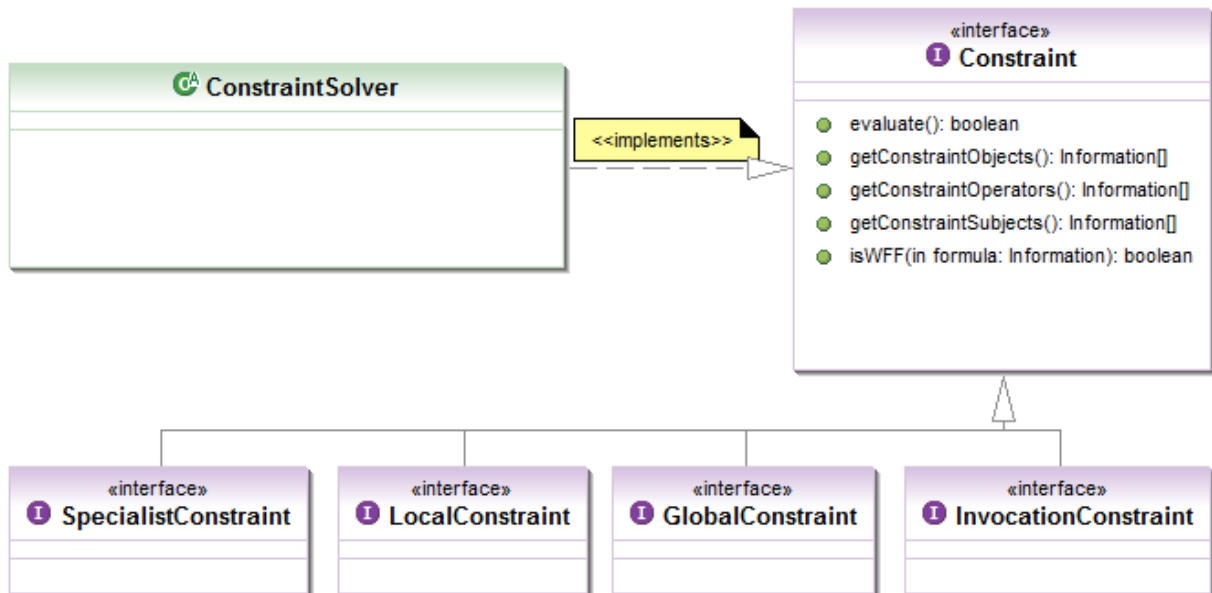 «interface»
Constraint
ConstraintSolver
<<implements>>
evaluate(): boolean
getConstraintObjects(): Information[]
getConstraintOperators(): Information[]
getConstraintSubjects(): Information[]
isWFF(in formula: Information): boolean
«interface»
SpecialistConstraint
«interface»
LocalConstraint
«interface»
GlobalConstraint
«interface»
InvocationConstraint